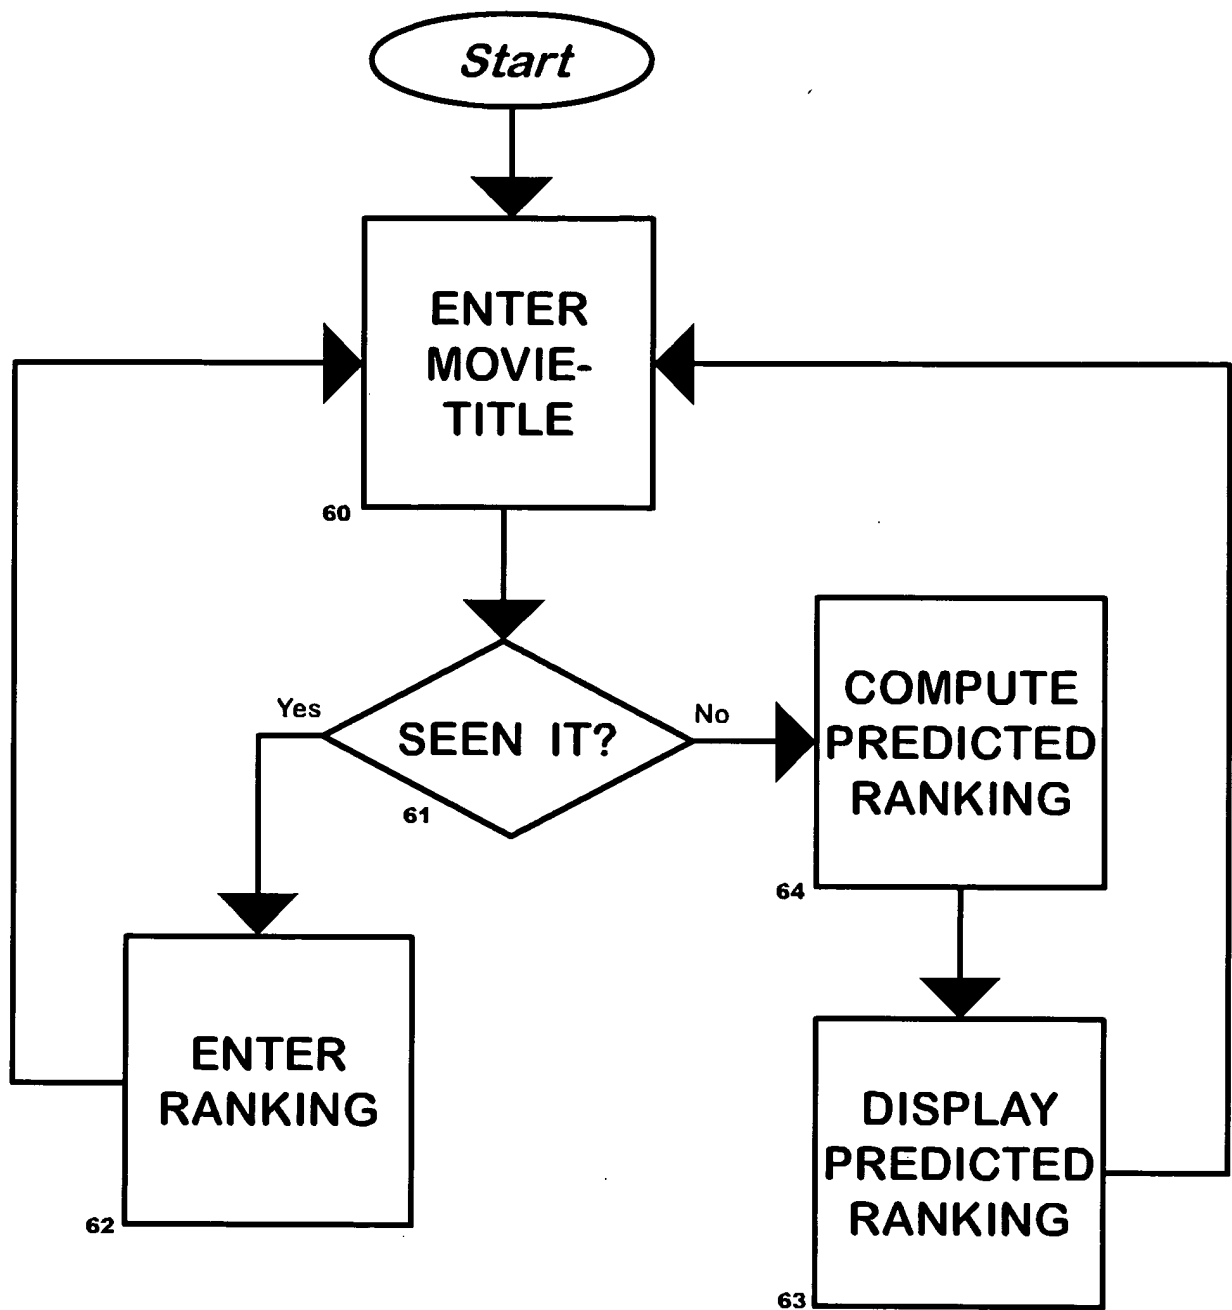 Start
ENTER
MOVIE-
TITLE
60
Yes
SEEN IT?
No
61
COMPUTE
PREDICTED
RANKING
64
ENTER
RANKING
62
DISPLAY
PREDICTED
RANKING
63